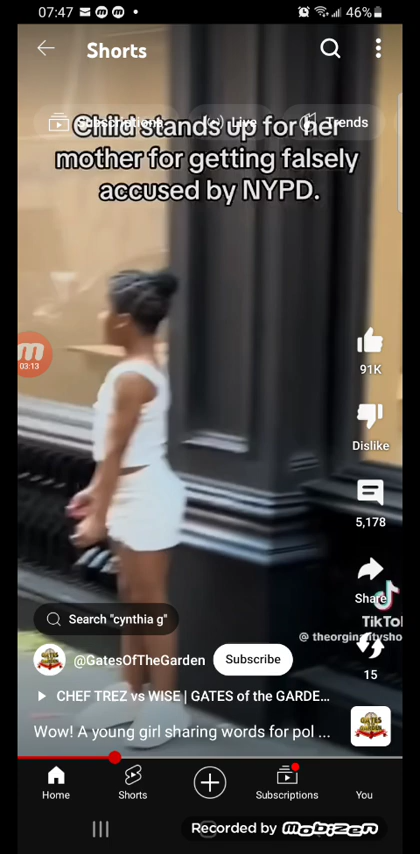 07:47
46%
Shorts
Subscriptions
Live
Trends
Child stands up for her
mother for getting falsely
accused by NYPD.
03:13
91K
Dislike
5,178
Share
TikTo
Search "cynthia g"
15
@GatesOfTheGarden
Subscribe
CHEF TREZ vs WISE | GATES of the GARDE...
Wow! A young girl sharing words for pol ...
Home
Shorts
Subscriptions
You
Recorded by mobizen